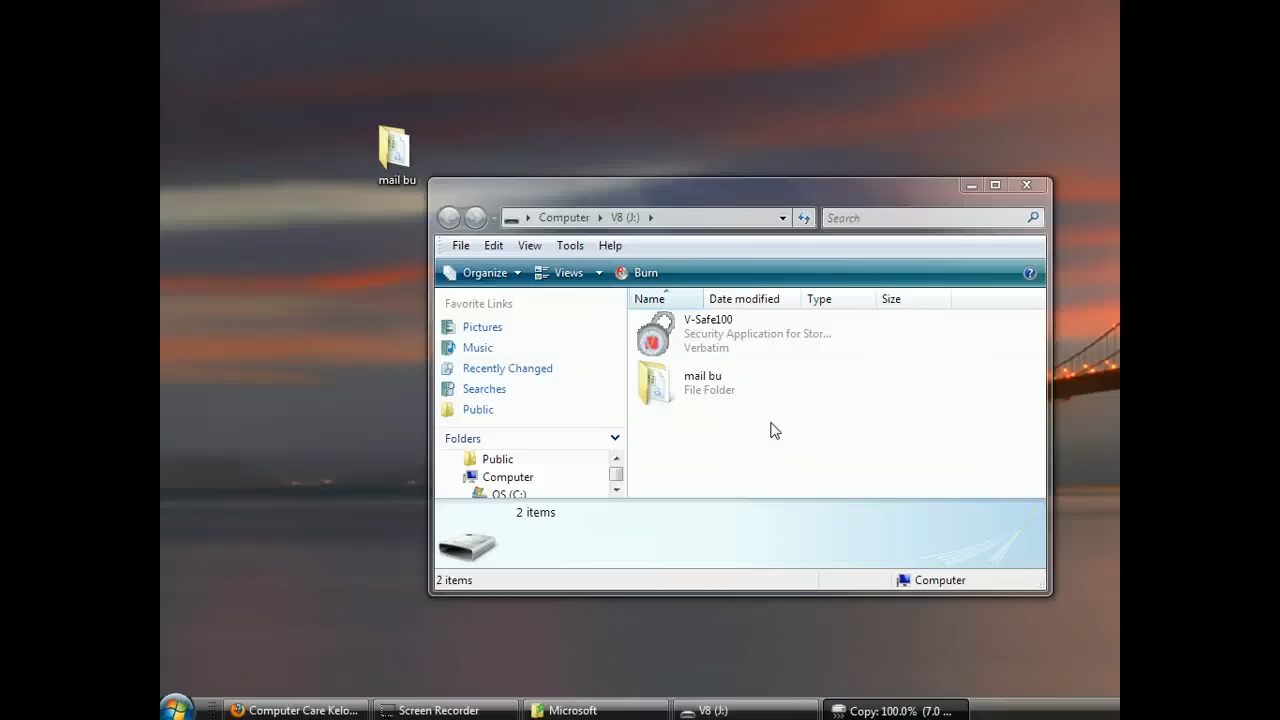 mail bu
Computer V8 (J:) Search
File Edit View Tools Help
Organize Views Burn
Favorite Links
Pictures
Music
Recently Changed
Searches
Public
Folders
Public
Computer
OS (C:)
Name Date modified Type Size
V-Safe100
Security Application for Stor...
Verbatim
mail bu
File Folder
2 items
2 items Computer
Computer Care Kelo... Screen Recorder Microsoft V8 (J:) Copy: 100.0% (7.0 ...